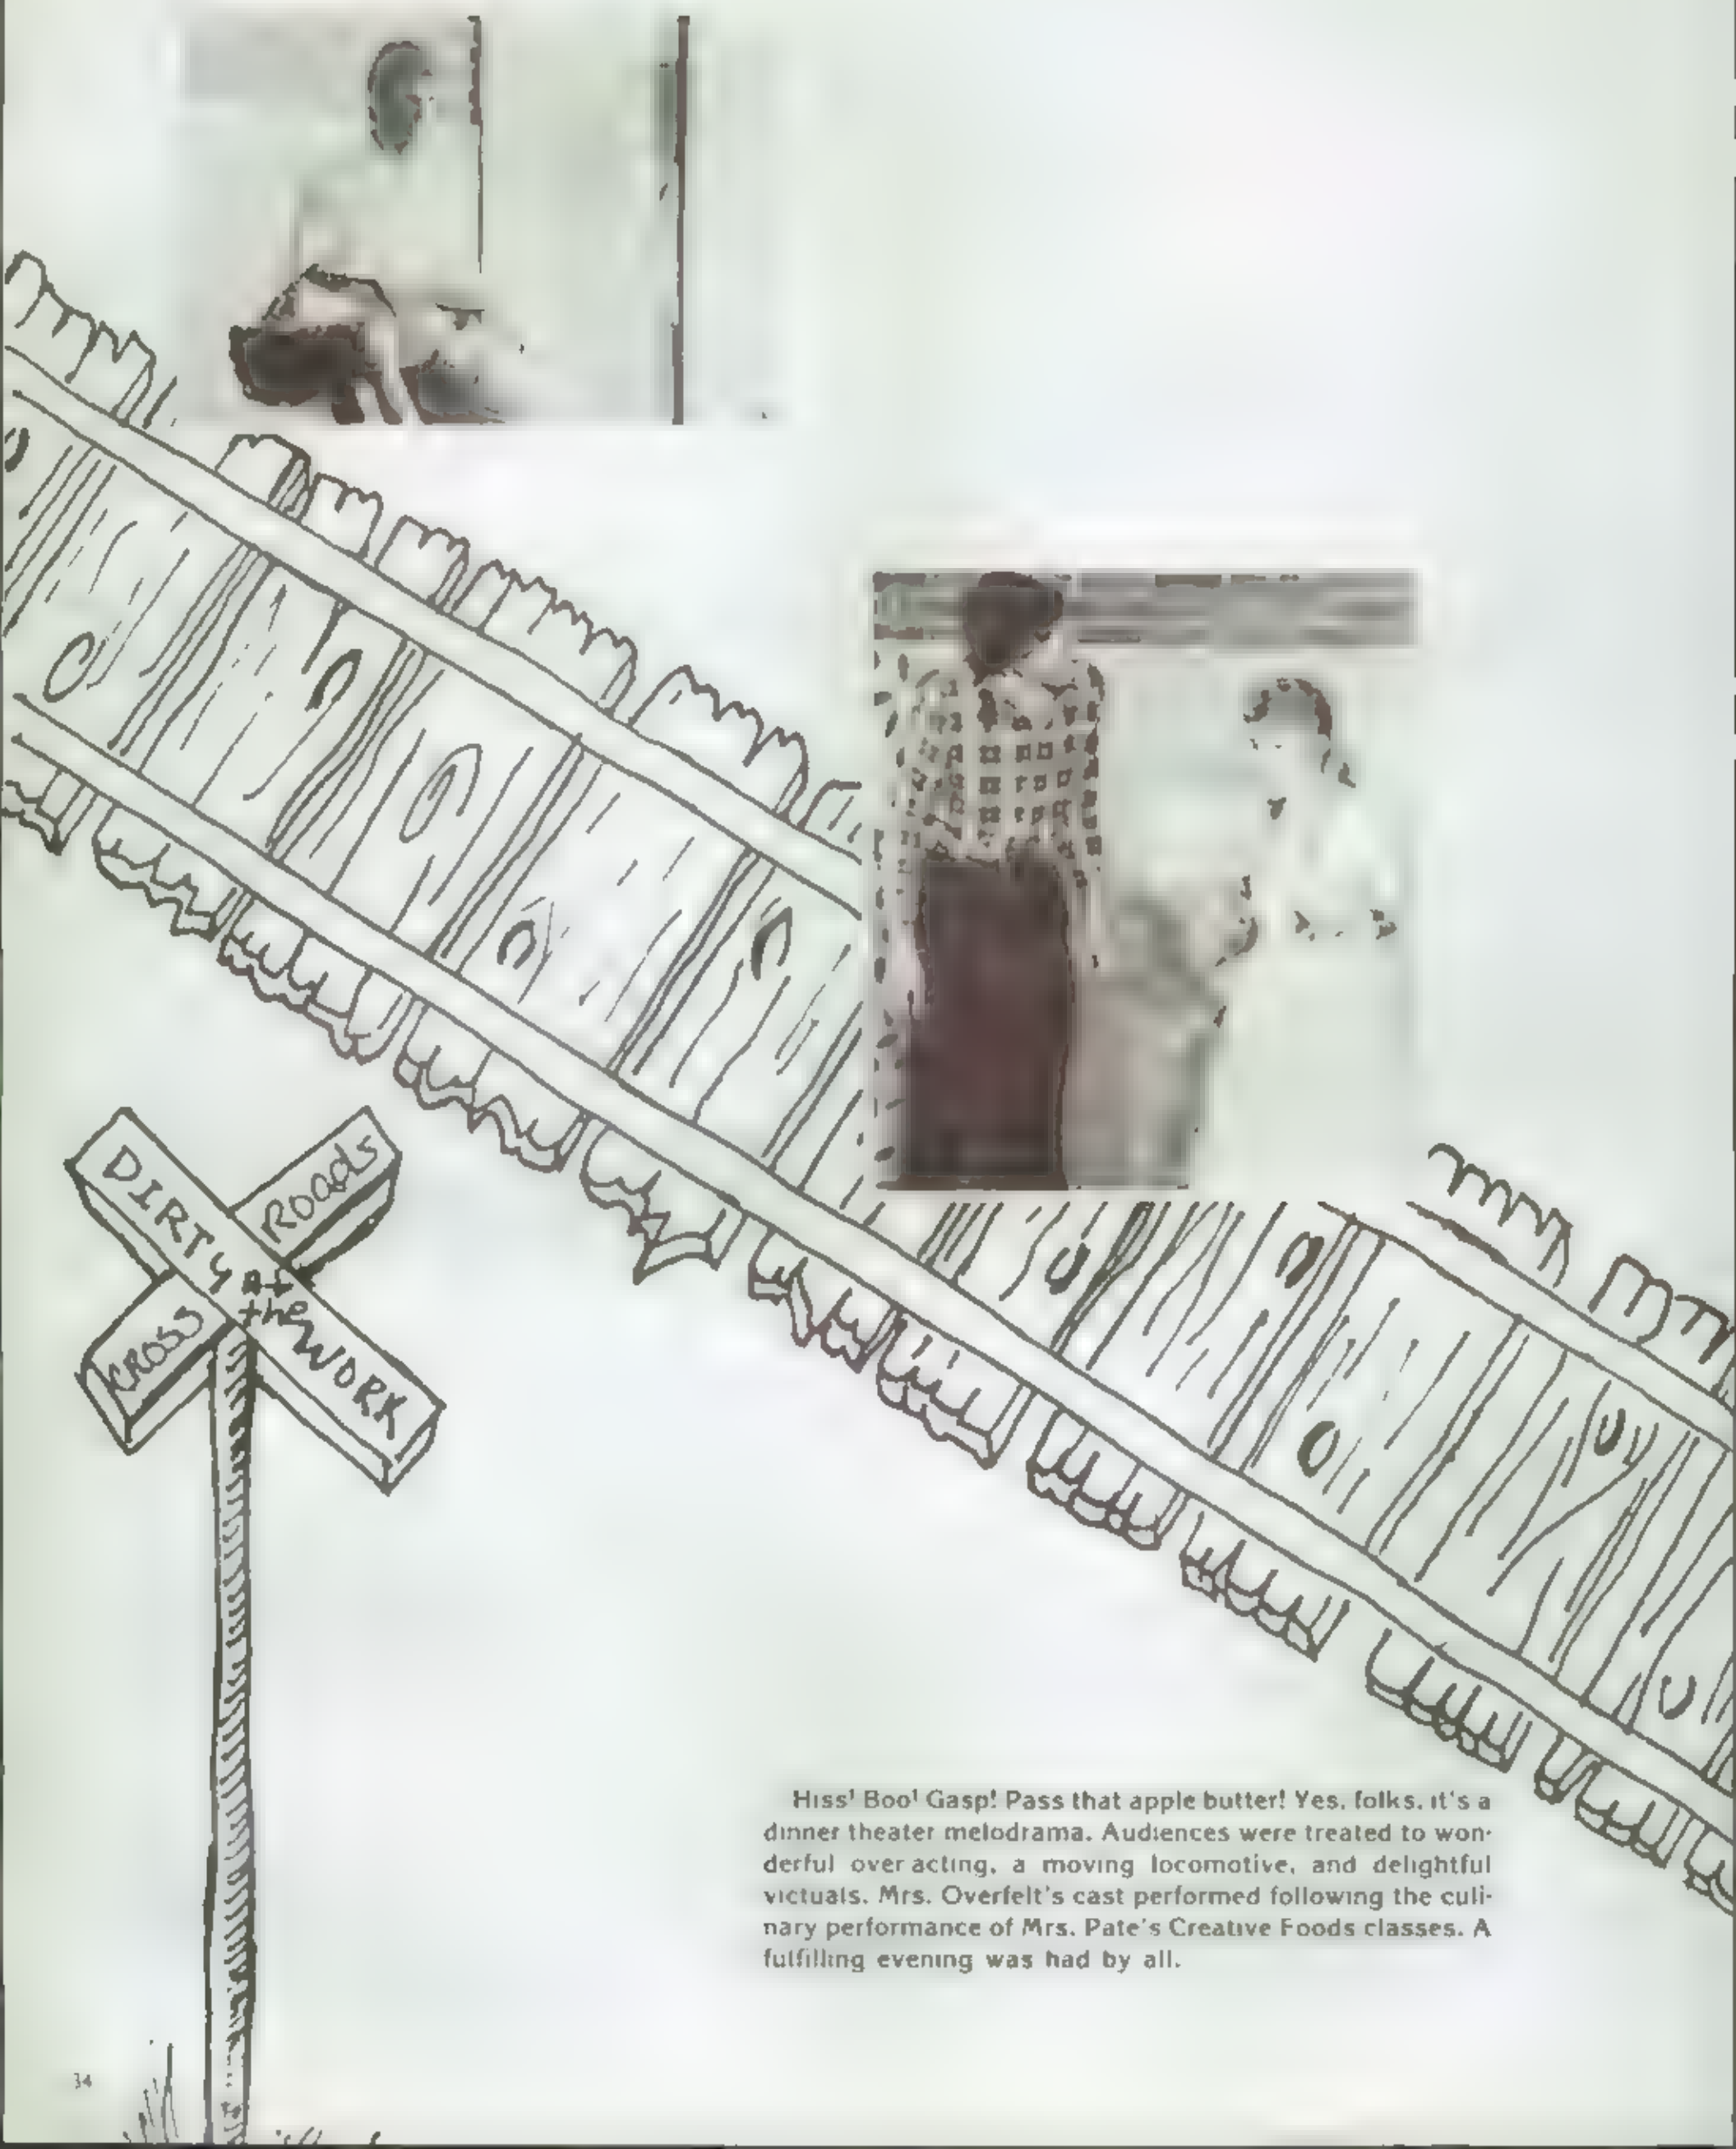 DIRTY at the WORK
CROSS Roads
Hiss! Boo! Gasp! Pass that apple butter! Yes, folks, it's a
dinner theater melodrama. Audiences were treated to won-
derful over acting, a moving locomotive, and delightful
victuals. Mrs. Overfelt's cast performed following the culi-
nary performance of Mrs. Pate's Creative Foods classes. A
fulfilling evening was had by all.
34